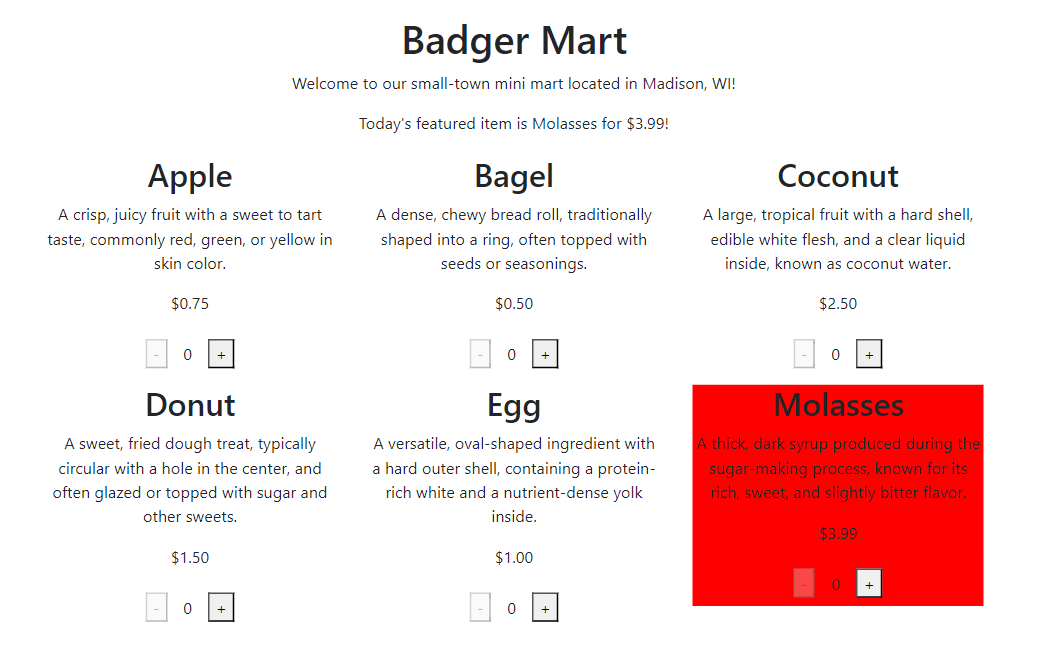 Badger Mart
Welcome to our small-town mini mart located in Madison, WI!
Today's featured item is Molasses for $3.99!
Apple
A crisp, juicy fruit with a sweet to tart
taste, commonly red, green, or yellow in
skin color.
$0.75
- 0 +
Bagel
A dense, chewy bread roll, traditionally
shaped into a ring, often topped with
seeds or seasonings.
$0.50
- 0 +
Coconut
A large, tropical fruit with a hard shell,
edible white flesh, and a clear liquid
inside, known as coconut water.
$2.50
- 0 +
Donut
A sweet, fried dough treat, typically
circular with a hole in the center, and
often glazed or topped with sugar and
other sweets.
$1.50
- 0 +
Egg
A versatile, oval-shaped ingredient with
a hard outer shell, containing a protein-
rich white and a nutrient-dense yolk
inside.
$1.00
- 0 +
Molasses
A thick, dark syrup produced during the
sugar-making process, known for its
rich, sweet, and slightly bitter flavor.
$3.99
- 0 +